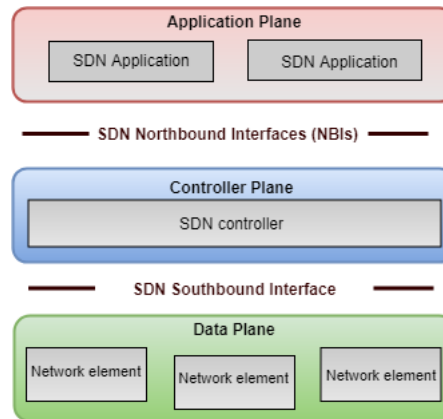 Application Plane
SDN Application
SDN Application
SDN Northbound Interfaces (NBIs)
Controller Plane
SDN controller
SDN Southbound Interface
Data Plane
Network element
Network element
Network element